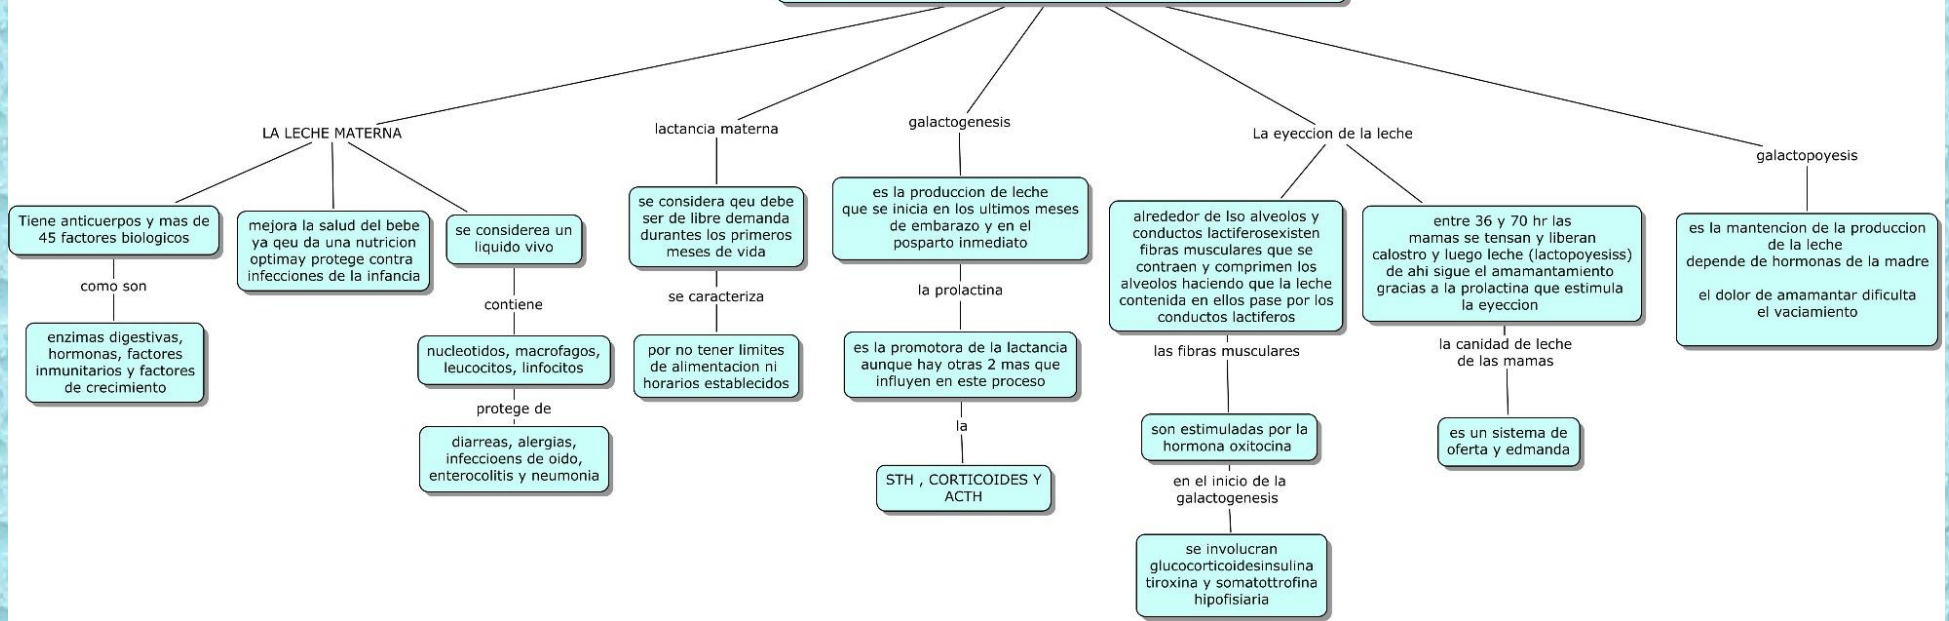 LA LECHE MATERNA
Tiene anticuerpos y mas de
45 factores biologicos
como son
enzimas digestivas,
hormonas, factores
inmunitarios y factores
de crecimiento
mejora la salud del bebe
ya qeu da una nutrition
optimay protege contra
infecciones de la infancia
se considerea un
liquido vivo
contiene
nucleotidos, macrofagos,
leucocitos, linfocitos
protege de
diarreas, alergias,
infeccioens de oido,
enterocolitis y neumonia
lactancia materna
se considera qeu debe
ser de libre demanda
durantes los primeros
meses de vida
se caracteriza
por no tener limites
de alimentacion ni
horarios establecidos
galactogenesis
es la produccion de leche
que se inicia en los ultimos meses
de embarazo y en el
posparto inmediato
la prolactina
es la promotora de la lactancia
aunque hay otras 2 mas que
influyen en este proceso
la
STH , CORTICOIDES Y
ACTH
La eyeccion de la leche
alrededor de lso alveolos y
conductos lactiferosexisten
fibras musculares que se
contraen y comprimen los
alveolos haciendo que la leche
contenida en ellos pase por los
conductos lactiferos
las fibras musculares
son estimuladas por la
hormona oxitocina
en el inicio de la
galactogenesis
se involucran
glucocorticoidesinsulina
tiroxina y somatottrofina
hipofisiaria
entre 36 y 70 hr las
mamas se tensan y liberan
calostro y luego leche (lactopoyesiss)
de ahi sigue el amamantamiento
gracias a la prolactina que estimula
la eyeccion
la canidad de leche
de las mamas
es un sistema de
oferta y edmanda
galactopoyesis
es la mantencion de la produccion
de la leche
depende de hormonas de la madre
el dolor de amamantar dificulta
el vaciamiento